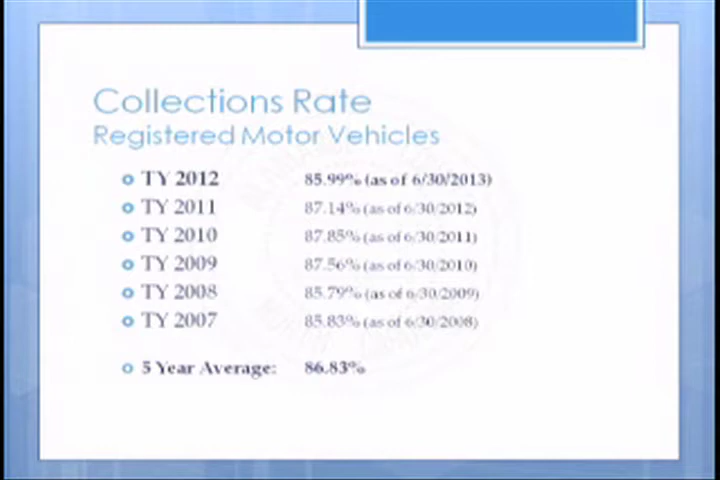 Collections Rate
Registered Motor Vehicles
TY 2012 85.99% (as of 6/30/2013)
TY 2011 87.14% (as of 6/30/2012)
TY 2010 87.85% (as of 6/30/2011)
TY 2009 87.56% (as of 6/30/2010)
TY 2008 85.79% (as of 6/30/2009)
TY 2007 85.83% (as of 6/30/2008)
5 Year Average: 86.83%